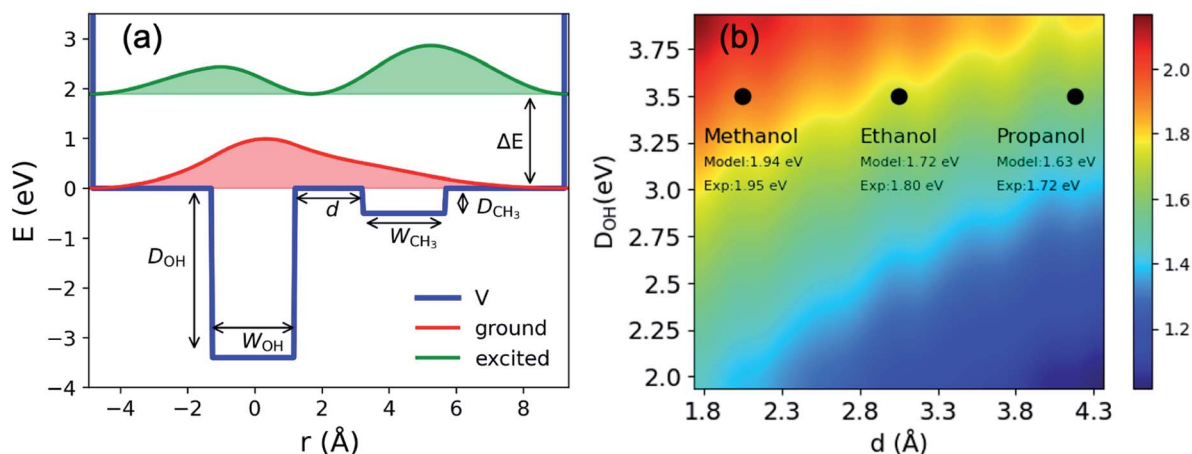 (a)
3
2
1
0
−1
−2
−3
−4
E (eV)
ΔE
d
D_CH₃
W_CH₃
D_OH
W_OH
V
ground
excited
−4 −2 0 2 4 6 8
r (Å)
(b)
3.75
3.5
3.25
3.0
2.75
2.5
2.25
2.0
D_OH(eV)
Methanol Ethanol Propanol
Model:1.94 eV Model:1.72 eV Model:1.63 eV
Exp:1.95 eV Exp:1.80 eV Exp:1.72 eV
1.8 2.3 2.8 3.3 3.8 4.3
d (Å)
2.0
1.8
1.6
1.4
1.2